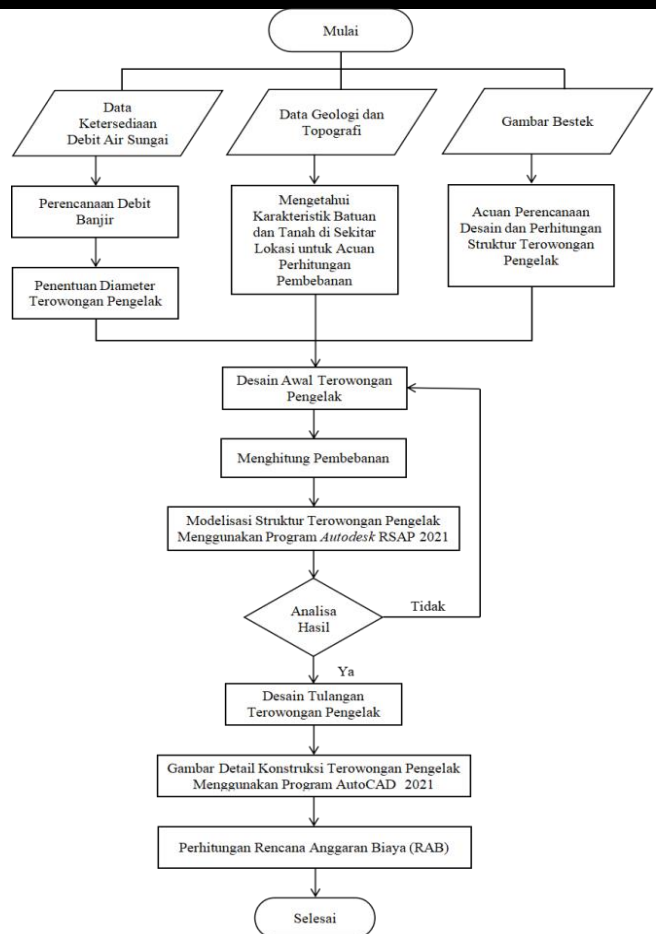 Mulai
Data
Ketersediaan
Debit Air Sungai
Data Geologi dan
Topografi
Gambar Bestek
Perencanaan Debit
Banjir
Mengetahui
Karakteristik Batuan
dan Tanah di Sekitar
Lokasi untuk Acuan
Perhitungan
Pembebanan
Acuan Perencanaan
Desain dan Perhitungan
Struktur Terowongan
Pengelak
Penentuan Diameter
Terowongan Pengelak
Desain Awal Terowongan
Pengelak
Menghitung Pembebanan
Modelisasi Struktur Terowongan Pengelak
Menggunakan Program Autodesk RSAP 2021
Analisa
Hasil
Tidak
Ya
Desain Tulangan
Terowongan Pengelak
Gambar Detail Konstruksi Terowongan Pengelak
Menggunakan Program AutoCAD 2021
Perhitungan Rencana Anggaran Biaya (RAB)
Selesai